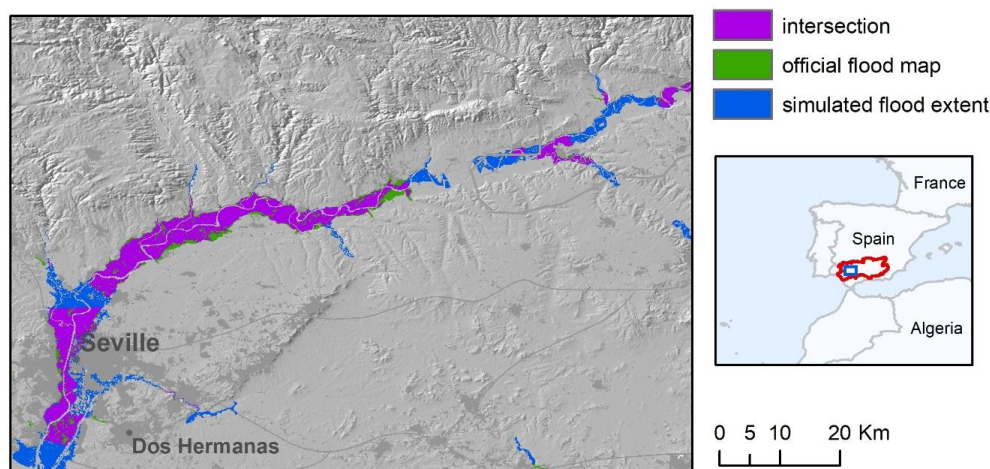 intersection
official flood map
simulated flood extent
Seville
Dos Hermanas
France
Spain
Algeria
0 5 10 20 Km